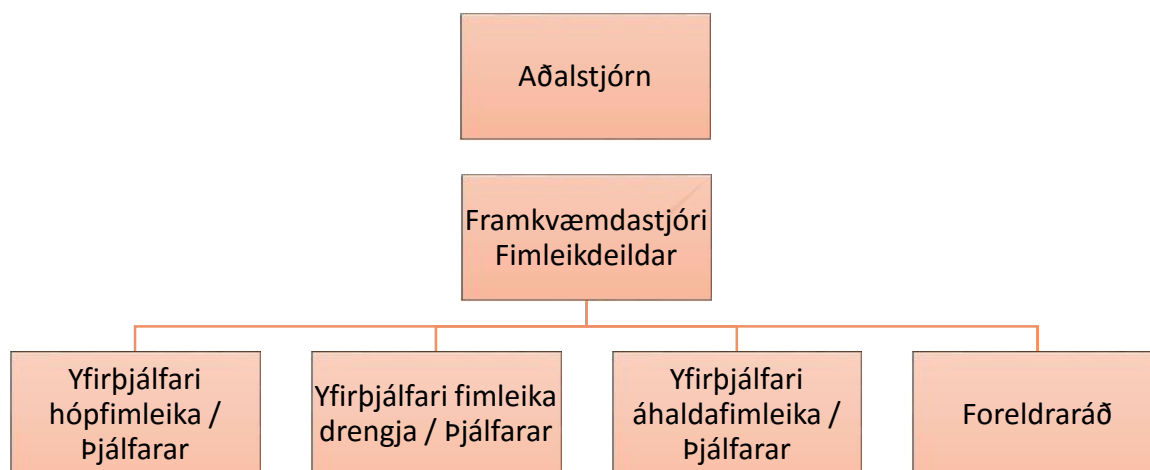 Aðalstjórn
Framkvæmdastjóri
Fimleikdeildar
Yfirþjálfari
hópfimleika /
Þjálfarar
Yfirþjálfari fimleika
drengja / Þjálfarar
Yfirþjálfari
áhaldafimleika /
Þjálfarar
Foreldraráð